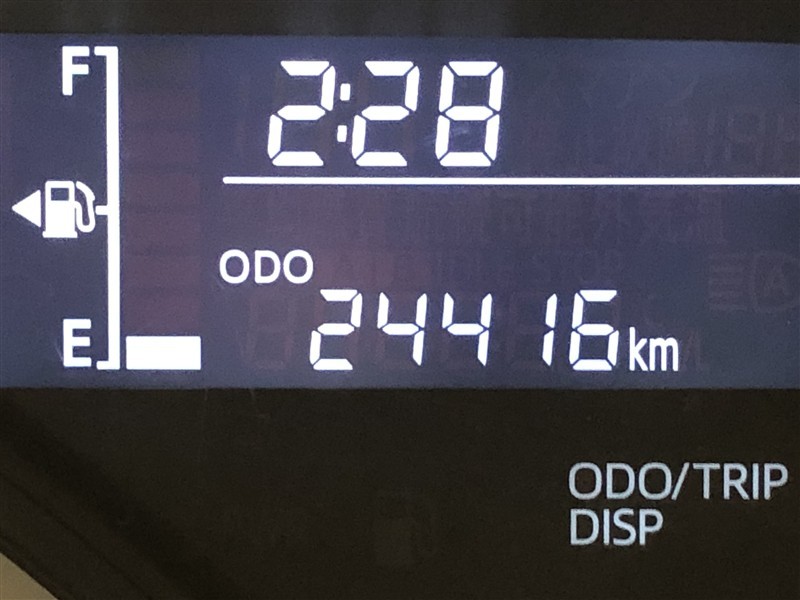 F
2:28
ODO
24416km
E
ODO/TRIP
DISP